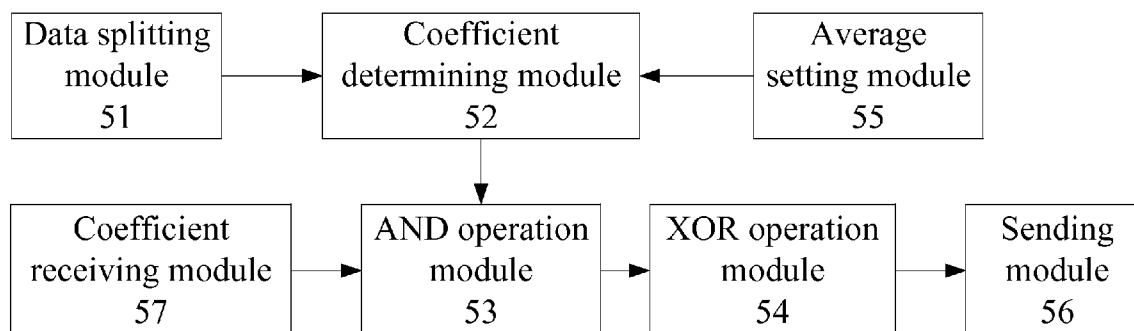 Data splitting
module
51
Coefficient
determining module
52
Average
setting module
55
Coefficient
receiving module
57
AND operation
module
53
XOR operation
module
54
Sending
module
56